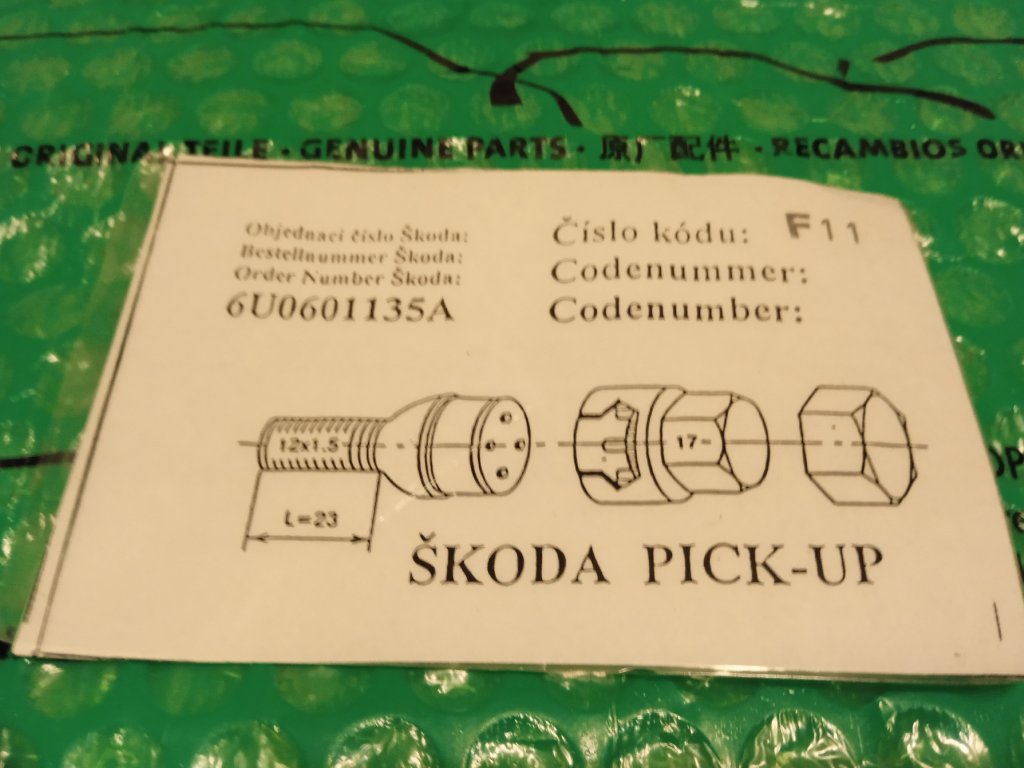 ORIGINAL TEILE · GENUINE PARTS · 原厂配件 · RECAMBIOS
Objednací číslo Škoda:
Bestellnummer Škoda:
Order Number Škoda:
6U0601135A
Číslo kódu: F11
Codenummer:
Codenumber:
12x1.5
17
L=23
ŠKODA PICK-UP